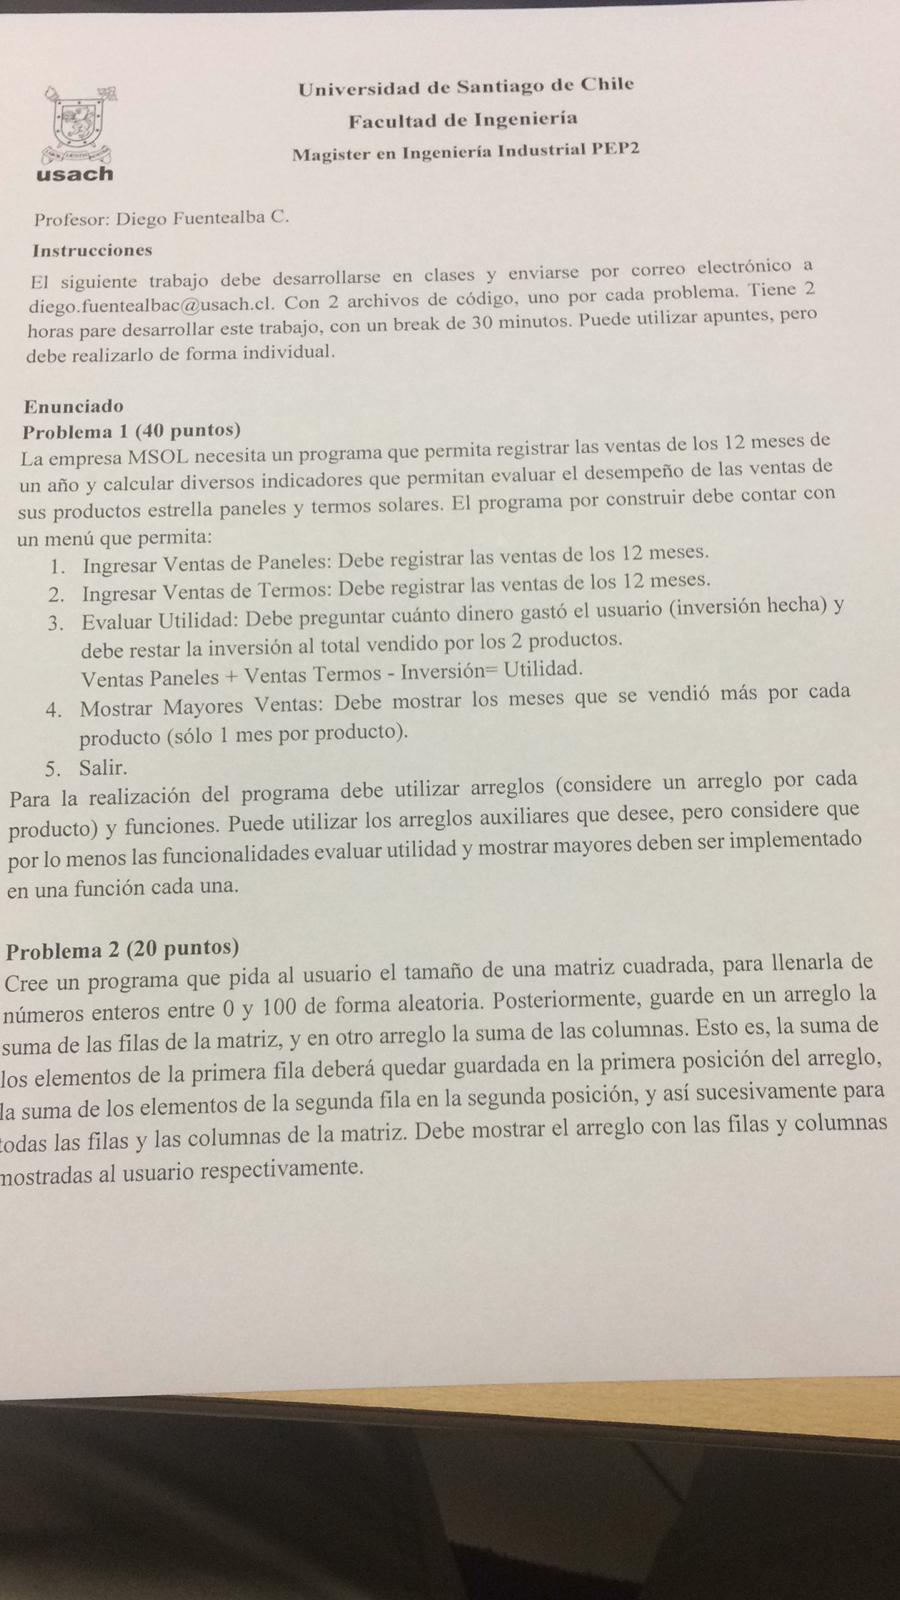 Universidad de Santiago de Chile
Facultad de Ingeniería
Magister en Ingeniería Industrial PEP2
usach
Profesor: Diego Fuentealba C.
Instrucciones
El siguiente trabajo debe desarrollarse en clases y enviarse por correo electrónico a
diego.fuentealbac@usach.cl. Con 2 archivos de código, uno por cada problema. Tiene 2
horas pare desarrollar este trabajo, con un break de 30 minutos. Puede utilizar apuntes, pero
debe realizarlo de forma individual.
Enunciado
Problema 1 (40 puntos)
La empresa MSOL necesita un programa que permita registrar las ventas de los 12 meses de
un año y calcular diversos indicadores que permitan evaluar el desempeño de las ventas de
sus productos estrella paneles y termos solares. El programa por construir debe contar con
un menú que permita:
1. Ingresar Ventas de Paneles: Debe registrar las ventas de los 12 meses.
2. Ingresar Ventas de Termos: Debe registrar las ventas de los 12 meses.
3. Evaluar Utilidad: Debe preguntar cuánto dinero gastó el usuario (inversión hecha) y
debe restar la inversión al total vendido por los 2 productos.
Ventas Paneles + Ventas Termos - Inversión= Utilidad.
4. Mostrar Mayores Ventas: Debe mostrar los meses que se vendió más por cada
producto (sólo 1 mes por producto).
5. Salir.
Para la realización del programa debe utilizar arreglos (considere un arreglo por cada
producto) y funciones. Puede utilizar los arreglos auxiliares que desee, pero considere que
por lo menos las funcionalidades evaluar utilidad y mostrar mayores deben ser implementado
en una función cada una.
Problema 2 (20 puntos)
Cree un programa que pida al usuario el tamaño de una matriz cuadrada, para llenarla de
números enteros entre 0 y 100 de forma aleatoria. Posteriormente, guarde en un arreglo la
suma de las filas de la matriz, y en otro arreglo la suma de las columnas. Esto es, la suma de
los elementos de la primera fila deberá quedar guardada en la primera posición del arreglo,
la suma de los elementos de la segunda fila en la segunda posición, y así sucesivamente para
todas las filas y las columnas de la matriz. Debe mostrar el arreglo con las filas y columnas
mostradas al usuario respectivamente.